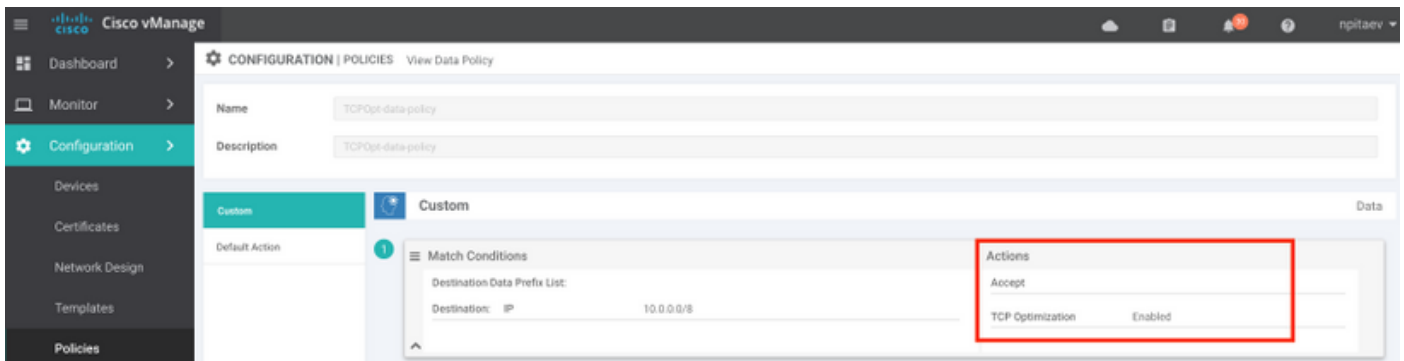 cisco Cisco vManage npitaev
Dashboard
CONFIGURATION | POLICIES View Data Policy
Monitor
Name TCPOpt-data-policy
Configuration
Description TCPOpt-data-policy
Devices
Custom
Custom Data
Certificates
Default Action
1
Match Conditions Actions
Network Design
Destination Data Prefix List: Accept
Templates
Destination: IP 10.0.0.0/8
TCP Optimization Enabled
Policies